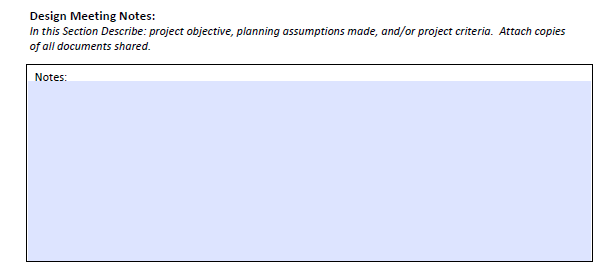 Design Meeting Notes:
In this Section Describe: project objective, planning assumptions made, and/or project criteria.  Attach copies
of all documents shared.
Notes: